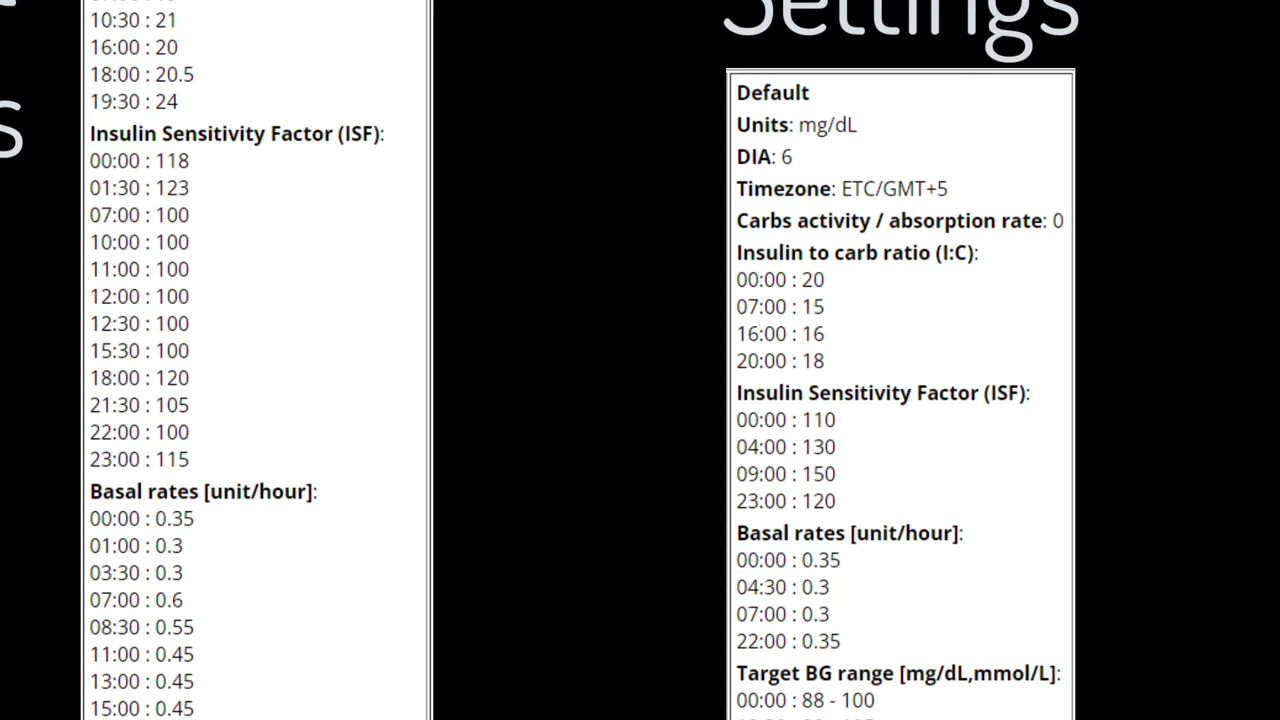 10:30 : 21
16:00 : 20
18:00 : 20.5
19:30 : 24
Insulin Sensitivity Factor (ISF):
00:00 : 118
01:30 : 123
07:00 : 100
10:00 : 100
11:00 : 100
12:00 : 100
12:30 : 100
15:30 : 100
18:00 : 120
21:30 : 105
22:00 : 100
23:00 : 115
Basal rates [unit/hour]:
00:00 : 0.35
01:00 : 0.3
03:30 : 0.3
07:00 : 0.6
08:30 : 0.55
11:00 : 0.45
13:00 : 0.45
15:00 : 0.45
Settings
Default
Units: mg/dL
DIA: 6
Timezone: ETC/GMT+5
Carbs activity / absorption rate: 0
Insulin to carb ratio (I:C):
00:00 : 20
07:00 : 15
16:00 : 16
20:00 : 18
Insulin Sensitivity Factor (ISF):
00:00 : 110
04:00 : 130
09:00 : 150
23:00 : 120
Basal rates [unit/hour]:
00:00 : 0.35
04:30 : 0.3
07:00 : 0.3
22:00 : 0.35
Target BG range [mg/dL,mmol/L]:
00:00 : 88 - 100